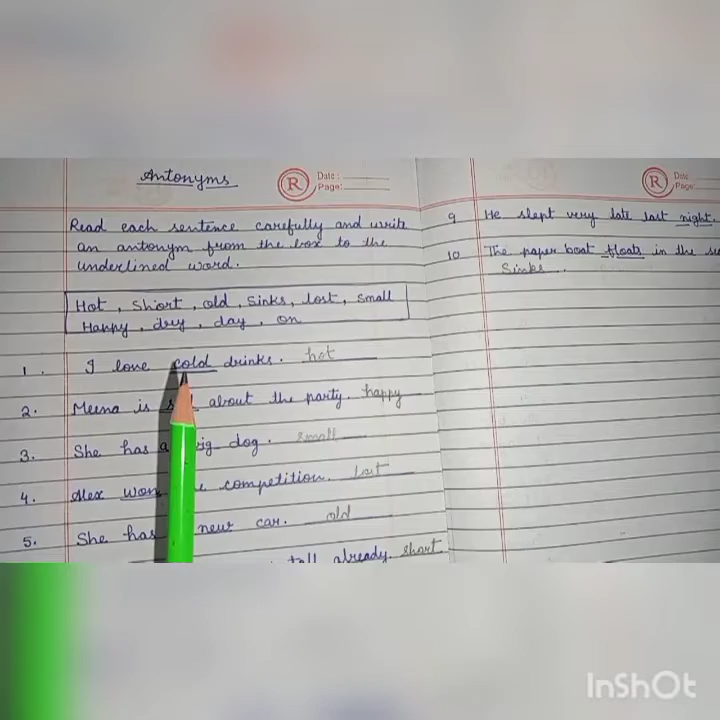 Antonyms
R Date:
Page:
Read each sentence carefully and write
an antonym from the box to the
underlined word.
Hot, Short, old, Sinks, lost, small
Happy, dry, day, on
1. I love cold drinks. hot
2. Meena is about the party. happy
3. She has a big dog. small
4. Alex won competition. lost
5. She has new car. old
tall already. short
R Date
Page:
9 He slept very late last night.
10 The paper boat floats in the
Sinks.
InShOt